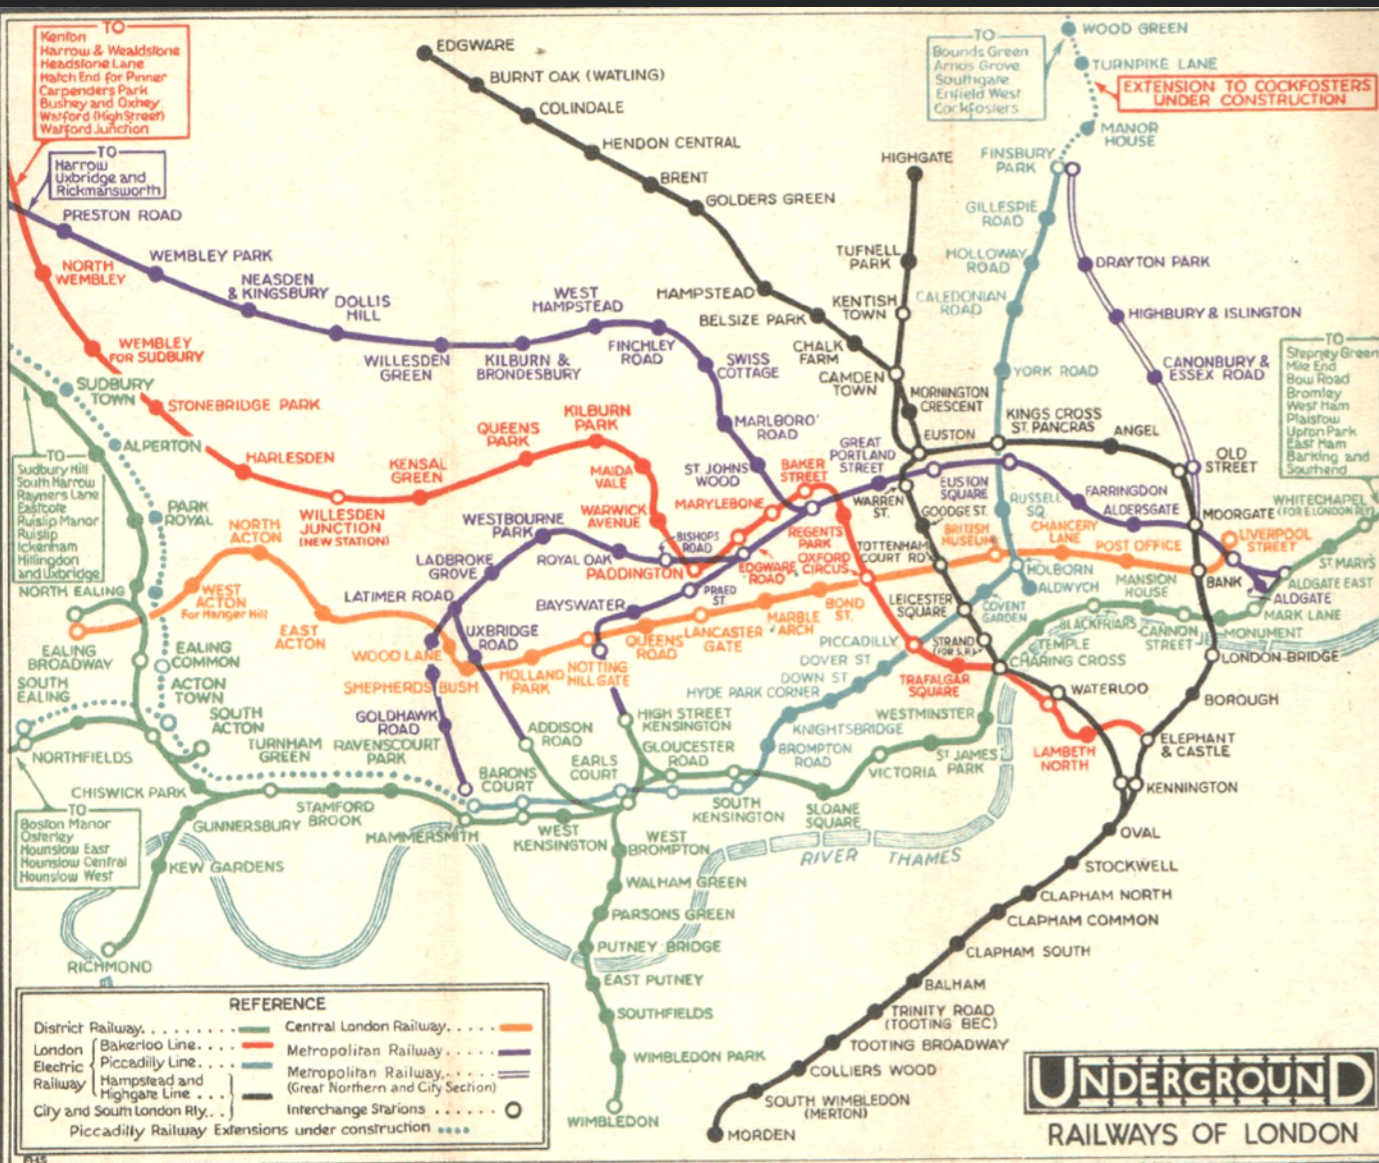 TO
Kenton
Harrow & Wealdstone
Headstone Lane
Hatch End for Pinner
Carpenders Park
Bushey and Oxhey
Watford (High Street)
Watford Junction
TO
Harrow
Uxbridge and
Rickmansworth
EDGWARE
BURNT OAK (WATLING)
COLINDALE
HENDON CENTRAL
BRENT
GOLDERS GREEN
HAMPSTEAD
BELSIZE PARK
CHALK
FARM
CAMDEN
TOWN
HIGHGATE
TUFNELL
PARK
KENTISH
TOWN
MORNINGTON
CRESCENT
EUSTON
TO
Bounds Green
Arnos Grove
Southgate
Enfield West
Cockfosters
WOOD GREEN
TURNPIKE LANE
EXTENSION TO COCKFOSTERS
UNDER CONSTRUCTION
MANOR
HOUSE
FINSBURY
PARK
GILLESPIE
ROAD
HOLLOWAY
ROAD
CALEDONIAN
ROAD
YORK ROAD
KINGS CROSS
ST. PANCRAS
DRAYTON PARK
HIGHBURY & ISLINGTON
CANONBURY &
ESSEX ROAD
OLD
STREET
ANGEL
TO
Stepney Green
Mile End
Bow Road
Bromley
West Ham
Plaistow
Upton Park
East Ham
Barking and
Southend
WHITECHAPEL
(FOR E LONDON RY)
ST MARYS
ALDGATE EAST
ALDGATE
MARK LANE
MONUMENT
CANNON
STREET
MANSION
HOUSE
BLACKFRIARS
TEMPLE
CHARING CROSS
PRESTON ROAD
WEMBLEY PARK
NEASDEN
& KINGSBURY
DOLLIS
HILL
WILLESDEN
GREEN
KILBURN &
BRONDESBURY
WEST
HAMPSTEAD
FINCHLEY
ROAD
SWISS
COTTAGE
MARLBORO'
ROAD
ST JOHNS
WOOD
GREAT
PORTLAND
STREET
EUSTON
SQUARE
FARRINGDON
ALDERSGATE
MOORGATE
LIVERPOOL
STREET
BANK
POST OFFICE
CHANCERY
LANE
BRITISH
MUSEUM
HOLBORN
ALDWYCH
RUSSELL
SQ.
COVENT
GARDEN
WARREN
ST.
GOODGE ST.
TOTTENHAM
COURT RD
LEICESTER
SQUARE
STRAND
(FOR S.R.)
NORTH
WEMBLEY
WEMBLEY
FOR SUDBURY
STONEBRIDGE PARK
HARLESDEN
WILLESDEN
JUNCTION
(NEW STATION)
KENSAL
GREEN
QUEENS
PARK
KILBURN
PARK
MAIDA
VALE
WARWICK
AVENUE
PADDINGTON
EDGWARE
ROAD
MARYLEBONE
BAKER
STREET
REGENTS
PARK
OXFORD
CIRCUS
PICCADILLY
TRAFALGAR
SQUARE
WATERLOO
LAMBETH
NORTH
ELEPHANT
& CASTLE
BOROUGH
LONDON BRIDGE
SUDBURY
TOWN
ALPERTON
PARK
ROYAL
TO
Sudbury Hill
South Harrow
Rayners Lane
Eastcote
Ruislip Manor
Ruislip
Ickenham
Hillingdon
and Uxbridge
NORTH EALING
EALING
BROADWAY
SOUTH
EALING
NORTHFIELDS
EALING
COMMON
ACTON
TOWN
SOUTH
ACTON
NORTH
ACTON
WEST
ACTON
For Hanger Hill
EAST
ACTON
WOOD LANE
SHEPHERDS BUSH
HOLLAND
PARK
NOTTING
HILL GATE
QUEENS
ROAD
LANCASTER
GATE
MARBLE
ARCH
BOND
ST.
WESTBOURNE
PARK
ROYAL OAK
BISHOPS
ROAD
LADBROKE
GROVE
LATIMER ROAD
UXBRIDGE
ROAD
BAYSWATER
PRAED
ST
GOLDHAWK
ROAD
ADDISON
ROAD
HIGH STREET
KENSINGTON
GLOUCESTER
ROAD
DOVER ST
DOWN ST
HYDE PARK CORNER
KNIGHTSBRIDGE
BROMPTON
ROAD
WESTMINSTER
ST JAMES
PARK
VICTORIA
SLOANE
SQUARE
SOUTH
KENSINGTON
EARLS
COURT
BARONS
COURT
WEST
KENSINGTON
HAMMERSMITH
RAVENSCOURT
PARK
STAMFORD
BROOK
TURNHAM
GREEN
CHISWICK PARK
GUNNERSBURY
KEW GARDENS
RICHMOND
TO
Boston Manor
Osterley
Hounslow East
Hounslow Central
Hounslow West
WEST
BROMPTON
WALHAM GREEN
PARSONS GREEN
PUTNEY BRIDGE
EAST PUTNEY
SOUTHFIELDS
WIMBLEDON PARK
WIMBLEDON
RIVER THAMES
KENNINGTON
OVAL
STOCKWELL
CLAPHAM NORTH
CLAPHAM COMMON
CLAPHAM SOUTH
BALHAM
TRINITY ROAD
(TOOTING BEC)
TOOTING BROADWAY
COLLIERS WOOD
SOUTH WIMBLEDON
(MERTON)
MORDEN
REFERENCE
District Railway
London
Electric
Railway
Bakerloo Line
Piccadilly Line
Hampstead and
Highgate Line
City and South London Rly.
Central London Railway
Metropolitan Railway
Metropolitan Railway
(Great Northern and City Section)
Interchange Stations
Piccadilly Railway Extensions under construction
UNDERGROUND
RAILWAYS OF LONDON
FHS